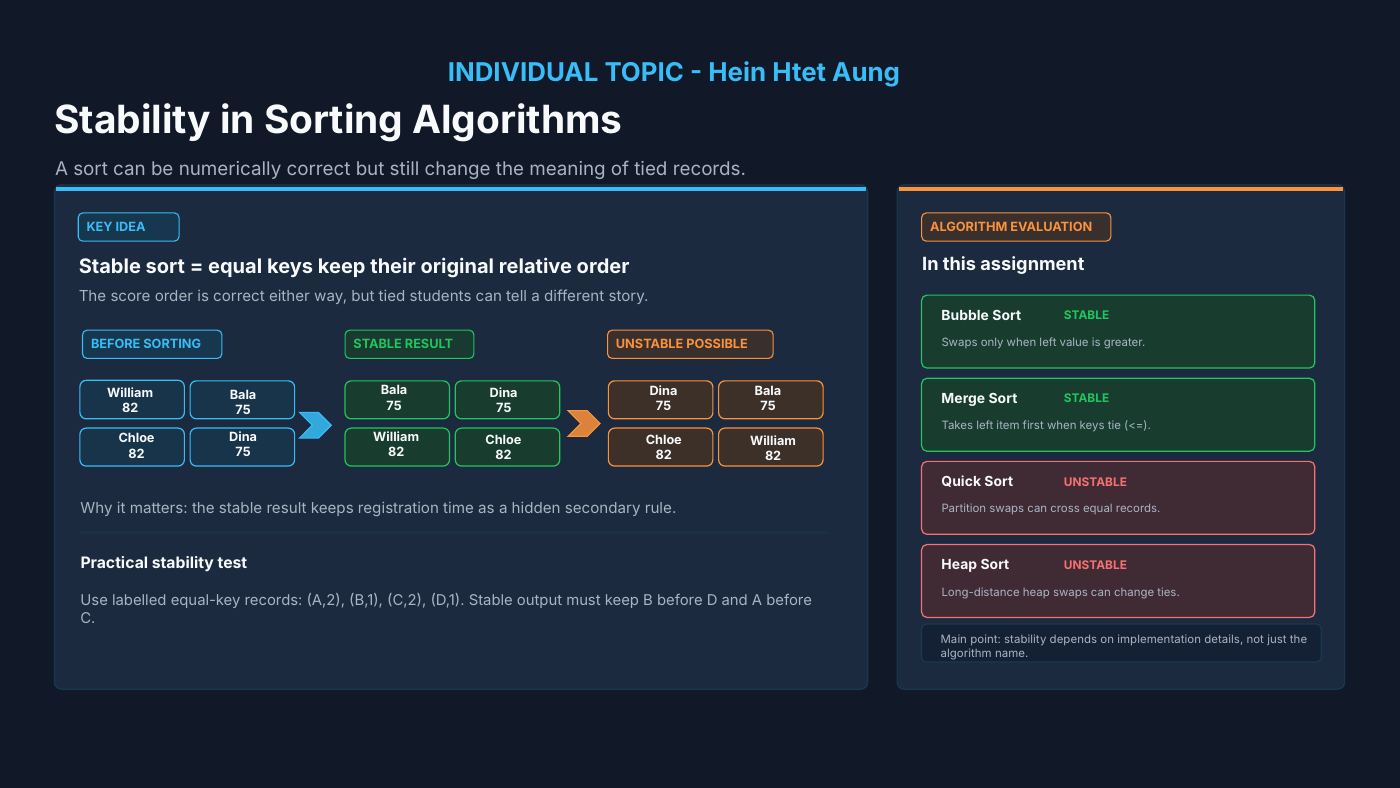 INDIVIDUAL TOPIC - Hein Htet Aung
Stability in Sorting Algorithms
A sort can be numerically correct but still change the meaning of tied records.
KEY IDEA
Stable sort = equal keys keep their original relative order
The score order is correct either way, but tied students can tell a different story.
BEFORE SORTING
William
82
Bala
75
Chloe
82
Dina
75
STABLE RESULT
Bala
75
Dina
75
William
82
Chloe
82
UNSTABLE POSSIBLE
Dina
75
Bala
75
Chloe
82
William
82
Why it matters: the stable result keeps registration time as a hidden secondary rule.
Practical stability test
Use labelled equal-key records: (A,2), (B,1), (C,2), (D,1). Stable output must keep B before D and A before
C.
ALGORITHM EVALUATION
In this assignment
Bubble Sort STABLE
Swaps only when left value is greater.
Merge Sort STABLE
Takes left item first when keys tie (<=).
Quick Sort UNSTABLE
Partition swaps can cross equal records.
Heap Sort UNSTABLE
Long-distance heap swaps can change ties.
Main point: stability depends on implementation details, not just the
algorithm name.